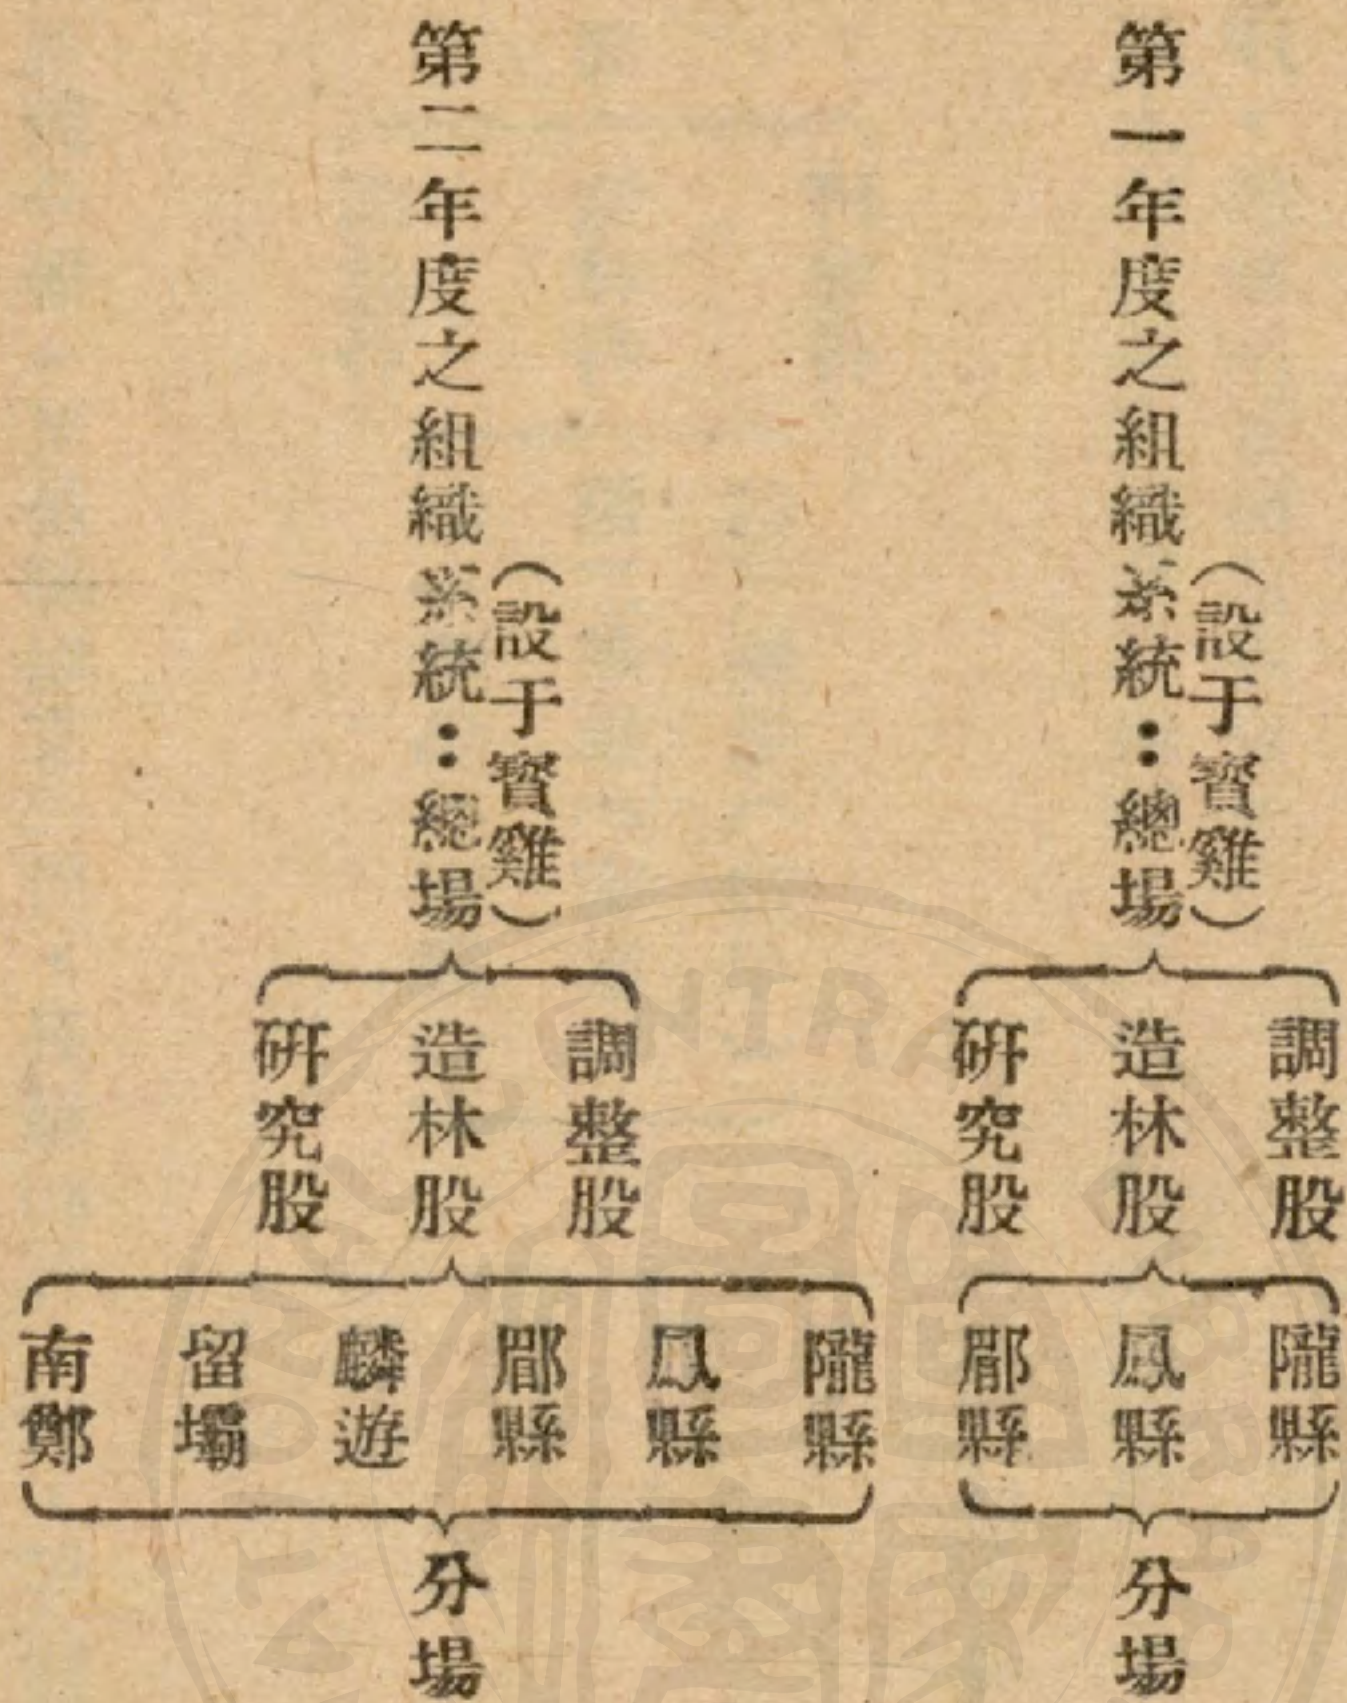 (設于寶雞)
第一年度之組織系統：總場
調整股
造林股
研究股
隴縣
鳳縣
郿縣
分場
(設于寶雞)
第二年度之組織系統：總場
調整股
造林股
研究股
隴縣
鳳縣
郿縣
麟遊
留壩
南鄭
分場